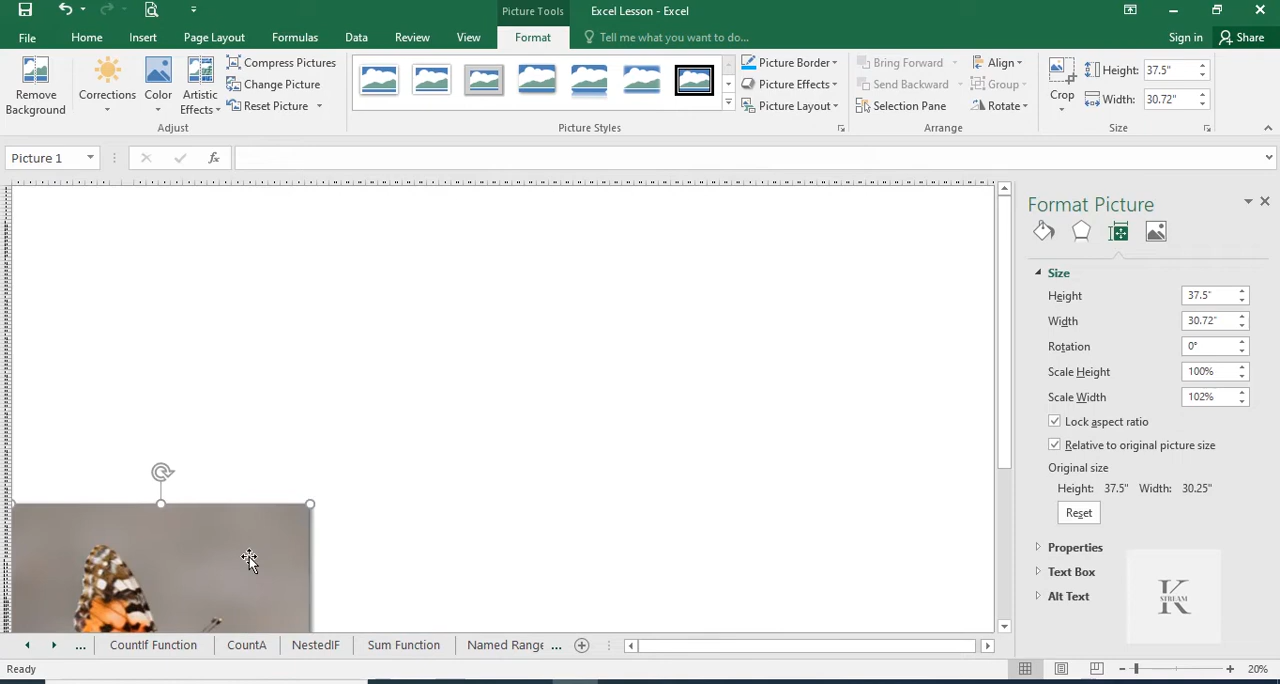 Picture Tools
Excel Lesson - Excel
File
Home
Insert
Page Layout
Formulas
Data
Review
View
Format
Tell me what you want to do...
Sign in
Share
Remove Background
Corrections
Color
Artistic Effects
Compress Pictures
Change Picture
Reset Picture
Adjust
Picture Border
Picture Effects
Picture Layout
Picture Styles
Bring Forward
Send Backward
Selection Pane
Align
Group
Rotate
Arrange
Crop
Height: 37.5"
Width: 30.72"
Size
Picture 1
fx
Format Picture
Size
Height 37.5"
Width 30.72"
Rotation 0°
Scale Height 100%
Scale Width 102%
Lock aspect ratio
Relative to original picture size
Original size
Height: 37.5" Width: 30.25"
Reset
Properties
Text Box
Alt Text
K
STREAM
... CountIf Function
CountA
NestedIF
Sum Function
Named Range ...
Ready
20%